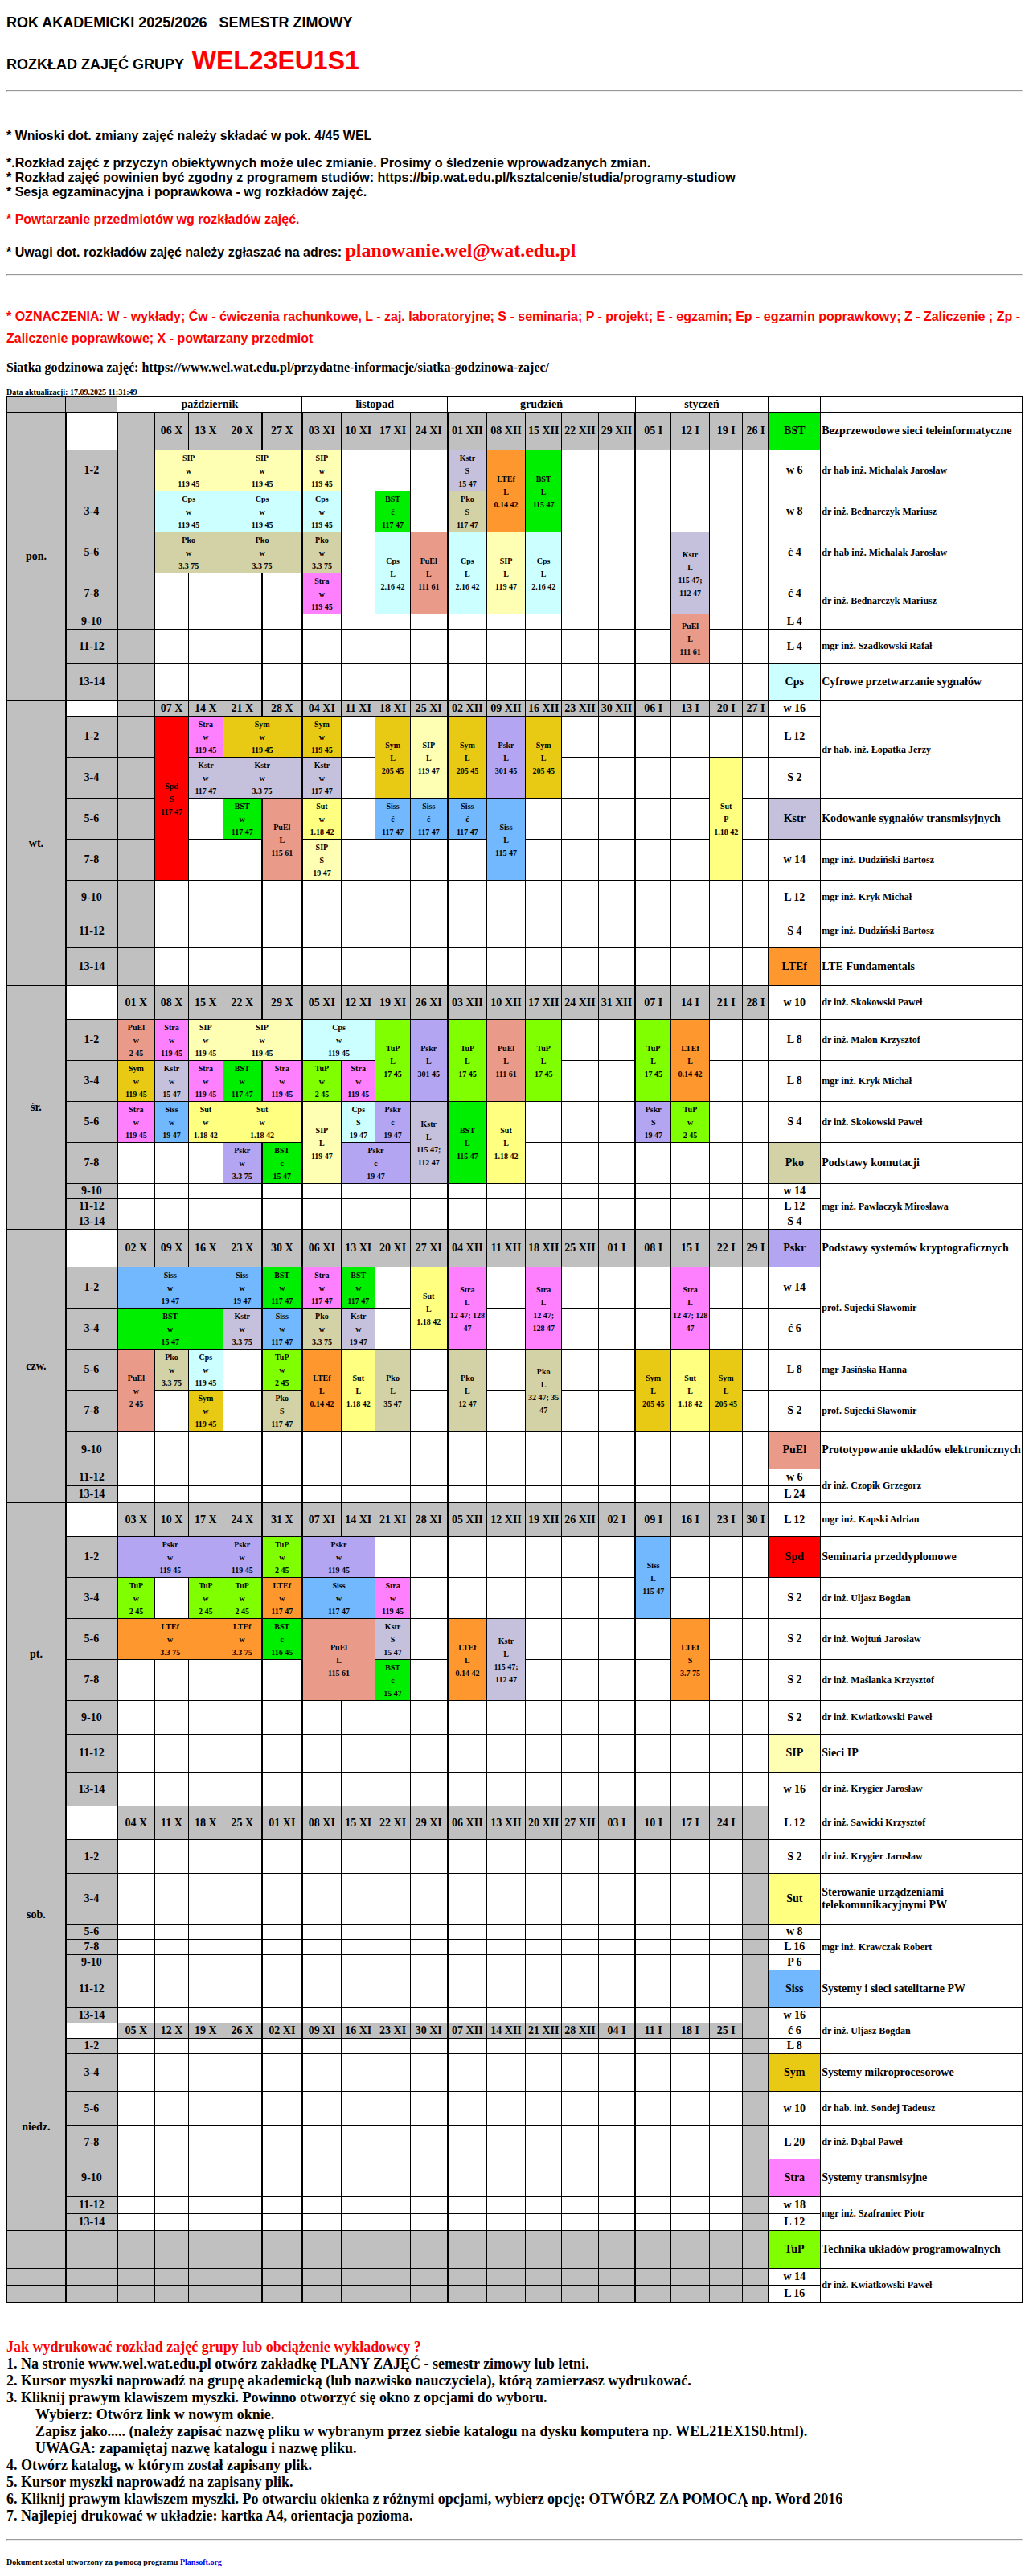 ROK AKADEMICKI 2025/2026 SEMESTR ZIMOWY
ROZKŁAD ZAJĘĆ GRUPY WEL23EU1S1
* Wnioski dot. zmiany zajęć należy składać w pok. 4/45 WEL
*.Rozkład zajęć z przyczyn obiektywnych może ulec zmianie. Prosimy o śledzenie wprowadzanych zmian.
* Rozkład zajęć powinien być zgodny z programem studiów: https://bip.wat.edu.pl/ksztalcenie/studia/programy-studiow
* Sesja egzaminacyjna i poprawkowa - wg rozkładów zajęć.
* Powtarzanie przedmiotów wg rozkładów zajęć.
* Uwagi dot. rozkładów zajęć należy zgłaszać na adres: planowanie.wel@wat.edu.pl
* OZNACZENIA: W - wykłady; Ćw - ćwiczenia rachunkowe, L - zaj. laboratoryjne; S - seminaria; P - projekt; E - egzamin; Ep - egzamin poprawkowy; Z - Zaliczenie ; Zp -
Zaliczenie poprawkowe; X - powtarzany przedmiot
Siatka godzinowa zajęć: https://www.wel.wat.edu.pl/przydatne-informacje/siatka-godzinowa-zajec/
Data aktualizacji: 17.09.2025 11:31:49
październik listopad grudzień styczeń
pon. 06 X 13 X 20 X 27 X 03 XI 10 XI 17 XI 24 XI 01 XII 08 XII 15 XII 22 XII 29 XII 05 I 12 I 19 I 26 I BST Bezprzewodowe sieci teleinformatyczne
1-2 SIP w 119 45 SIP w 119 45 SIP w 119 45 Kstr S 15 47 LTEf L 0.14 42 BST L 115 47 w 6 dr hab inż. Michalak Jarosław
3-4 Cps w 119 45 Cps w 119 45 Cps w 119 45 BST ć 117 47 Pko S 117 47 w 8 dr inż. Bednarczyk Mariusz
5-6 Pko w 3.3 75 Pko w 3.3 75 Pko w 3.3 75 Cps L 2.16 42 PuEl L 111 61 Cps L 2.16 42 SIP L 119 47 Cps L 2.16 42 Kstr L 115 47; 112 47 ć 4 dr hab inż. Michalak Jarosław
7-8 Stra w 119 45 ć 4 dr inż. Bednarczyk Mariusz
9-10 PuEl L 111 61 L 4
11-12 L 4 mgr inż. Szadkowski Rafał
13-14 Cps Cyfrowe przetwarzanie sygnałów
wt. 07 X 14 X 21 X 28 X 04 XI 11 XI 18 XI 25 XI 02 XII 09 XII 16 XII 23 XII 30 XII 06 I 13 I 20 I 27 I w 16 dr hab. inż. Łopatka Jerzy
1-2 Spd S 117 47 Stra w 119 45 Sym w 119 45 Sym w 119 45 Sym L 205 45 SIP L 119 47 Sym L 205 45 Pskr L 301 45 Sym L 205 45 L 12
3-4 Kstr w 117 47 Kstr w 3.3 75 Kstr w 117 47 Sut P 1.18 42 S 2
5-6 BST w 117 47 PuEl L 115 61 Sut w 1.18 42 Siss ć 117 47 Siss ć 117 47 Siss ć 117 47 Siss L 115 47 Kstr Kodowanie sygnałów transmisyjnych
7-8 SIP S 19 47 w 14 mgr inż. Dudziński Bartosz
9-10 L 12 mgr inż. Kryk Michał
11-12 S 4 mgr inż. Dudziński Bartosz
13-14 LTEf LTE Fundamentals
śr. 01 X 08 X 15 X 22 X 29 X 05 XI 12 XI 19 XI 26 XI 03 XII 10 XII 17 XII 24 XII 31 XII 07 I 14 I 21 I 28 I w 10 dr inż. Skokowski Paweł
1-2 PuEl w 2 45 Stra w 119 45 SIP w 119 45 SIP w 119 45 Cps w 119 45 TuP L 17 45 Pskr L 301 45 TuP L 17 45 PuEl L 111 61 TuP L 17 45 TuP L 17 45 LTEf L 0.14 42 L 8 dr inż. Malon Krzysztof
3-4 Sym w 119 45 Kstr w 15 47 Stra w 119 45 BST w 117 47 Stra w 119 45 TuP w 2 45 Stra w 119 45 L 8 mgr inż. Kryk Michał
5-6 Stra w 119 45 Siss w 19 47 Sut w 1.18 42 Sut w 1.18 42 SIP L 119 47 Cps S 19 47 Pskr ć 19 47 Kstr L 115 47; 112 47 BST L 115 47 Sut L 1.18 42 Pskr S 19 47 TuP w 2 45 S 4 dr inż. Skokowski Paweł
7-8 Pskr w 3.3 75 BST ć 15 47 Pskr ć 19 47 Pko Podstawy komutacji
9-10 w 14 mgr inż. Pawlaczyk Mirosława
11-12 L 12
13-14 S 4
czw. 02 X 09 X 16 X 23 X 30 X 06 XI 13 XI 20 XI 27 XI 04 XII 11 XII 18 XII 25 XII 01 I 08 I 15 I 22 I 29 I Pskr Podstawy systemów kryptograficznych
1-2 Siss w 19 47 Siss w 19 47 BST w 117 47 Stra w 117 47 BST w 117 47 Sut L 1.18 42 Stra L 12 47; 128 47 Stra L 12 47; 128 47 Stra L 12 47; 128 47 w 14 prof. Sujecki Sławomir
3-4 BST w 15 47 Kstr w 3.3 75 Siss w 117 47 Pko w 3.3 75 Kstr w 19 47 ć 6
5-6 PuEl w 2 45 Pko w 3.3 75 Cps w 119 45 TuP w 2 45 LTEf L 0.14 42 Sut L 1.18 42 Pko L 35 47 Pko L 12 47 Pko L 32 47; 35 47 Sym L 205 45 Sut L 1.18 42 Sym L 205 45 L 8 mgr Jasińska Hanna
7-8 Sym w 119 45 Pko S 117 47 S 2 prof. Sujecki Sławomir
9-10 PuEl Prototypowanie układów elektronicznych
11-12 w 6 dr inż. Czopik Grzegorz
13-14 L 24
pt. 03 X 10 X 17 X 24 X 31 X 07 XI 14 XI 21 XI 28 XI 05 XII 12 XII 19 XII 26 XII 02 I 09 I 16 I 23 I 30 I L 12 mgr inż. Kapski Adrian
1-2 Pskr w 119 45 Pskr w 119 45 TuP w 2 45 Pskr w 119 45 Siss L 115 47 Spd Seminaria przeddyplomowe
3-4 TuP w 2 45 TuP w 2 45 TuP w 2 45 LTEf w 117 47 Siss w 117 47 Stra w 119 45 S 2 dr inż. Uljasz Bogdan
5-6 LTEf w 3.3 75 LTEf w 3.3 75 BST ć 116 45 PuEl L 115 61 Kstr S 15 47 LTEf L 0.14 42 Kstr L 115 47; 112 47 LTEf S 3.7 75 S 2 dr inż. Wojtuń Jarosław
7-8 BST ć 15 47 S 2 dr inż. Maślanka Krzysztof
9-10 S 2 dr inż. Kwiatkowski Paweł
11-12 SIP Sieci IP
13-14 w 16 dr inż. Krygier Jarosław
sob. 04 X 11 X 18 X 25 X 01 XI 08 XI 15 XI 22 XI 29 XI 06 XII 13 XII 20 XII 27 XII 03 I 10 I 17 I 24 I L 12 dr inż. Sawicki Krzysztof
1-2 S 2 dr inż. Krygier Jarosław
3-4 Sut Sterowanie urządzeniami telekomunikacyjnymi PW
5-6 w 8 mgr inż. Krawczak Robert
7-8 L 16
9-10 P 6
11-12 Siss Systemy i sieci satelitarne PW
13-14 w 16 dr inż. Uljasz Bogdan
niedz. 05 X 12 X 19 X 26 X 02 XI 09 XI 16 XI 23 XI 30 XI 07 XII 14 XII 21 XII 28 XII 04 I 11 I 18 I 25 I ć 6
1-2 L 8
3-4 Sym Systemy mikroprocesorowe
5-6 w 10 dr hab. inż. Sondej Tadeusz
7-8 L 20 dr inż. Dąbal Paweł
9-10 Stra Systemy transmisyjne
11-12 w 18 mgr inż. Szafraniec Piotr
13-14 L 12
TuP Technika układów programowalnych
w 14 dr inż. Kwiatkowski Paweł
L 16
Jak wydrukować rozkład zajęć grupy lub obciążenie wykładowcy ?
1. Na stronie www.wel.wat.edu.pl otwórz zakładkę PLANY ZAJĘĆ - semestr zimowy lub letni.
2. Kursor myszki naprowadź na grupę akademicką (lub nazwisko nauczyciela), którą zamierzasz wydrukować.
3. Kliknij prawym klawiszem myszki. Powinno otworzyć się okno z opcjami do wyboru.
Wybierz: Otwórz link w nowym oknie.
Zapisz jako..... (należy zapisać nazwę pliku w wybranym przez siebie katalogu na dysku komputera np. WEL21EX1S0.html).
UWAGA: zapamiętaj nazwę katalogu i nazwę pliku.
4. Otwórz katalog, w którym został zapisany plik.
5. Kursor myszki naprowadź na zapisany plik.
6. Kliknij prawym klawiszem myszki. Po otwarciu okienka z różnymi opcjami, wybierz opcję: OTWÓRZ ZA POMOCĄ np. Word 2016
7. Najlepiej drukować w układzie: kartka A4, orientacja pozioma.
Dokument został utworzony za pomocą programu Plansoft.org